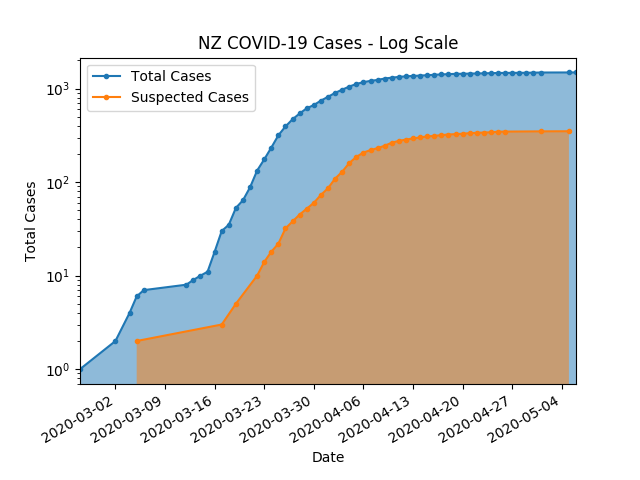 NZ COVID-19 Cases - Log Scale
Total Cases
Suspected Cases
Total Cases
10³
10²
10¹
10⁰
2020-03-02
2020-03-09
2020-03-16
2020-03-23
2020-03-30
2020-04-06
2020-04-13
2020-04-20
2020-04-27
2020-05-04
Date